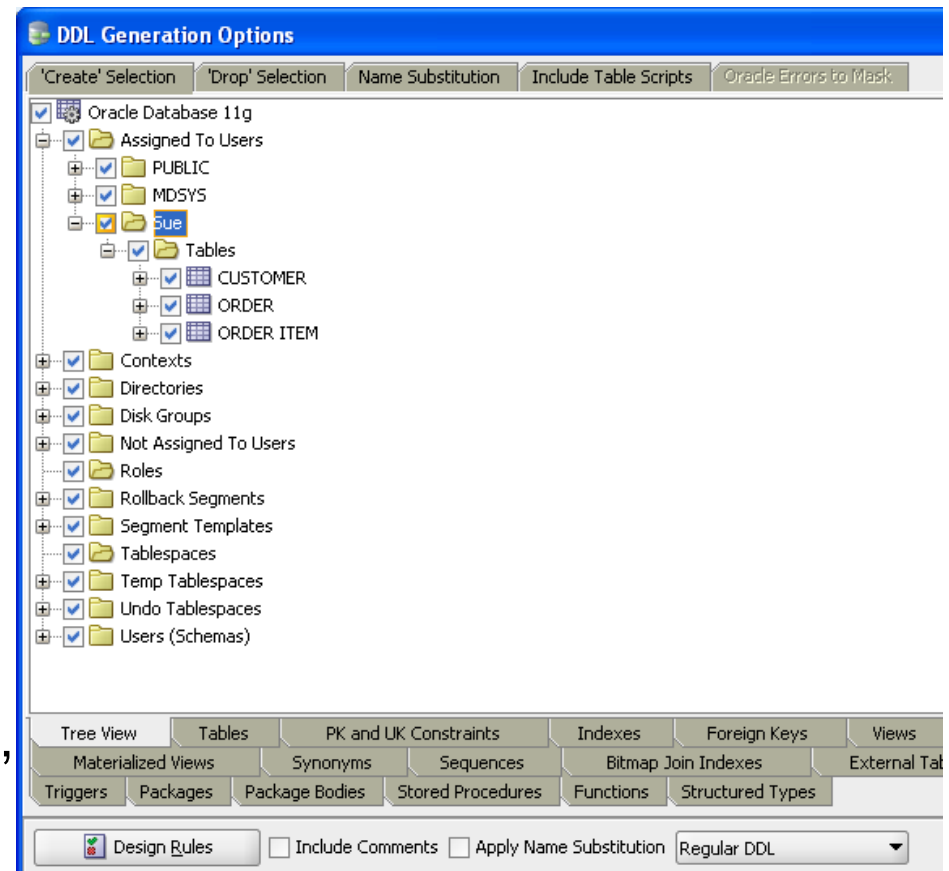 DDL Generation Options
'Create' Selection 'Drop' Selection Name Substitution Include Table Scripts Oracle Errors to Mask
Oracle Database 11g
Assigned To Users
PUBLIC
MDSYS
Sue
Tables
CUSTOMER
ORDER
ORDER ITEM
Contexts
Directories
Disk Groups
Not Assigned To Users
Roles
Rollback Segments
Segment Templates
Tablespaces
Temp Tablespaces
Undo Tablespaces
Users (Schemas)
Tree View Tables PK and UK Constraints Indexes Foreign Keys Views
,
Materialized Views Synonyms Sequences Bitmap Join Indexes External Tab
Triggers Packages Package Bodies Stored Procedures Functions Structured Types
Design Rules Include Comments Apply Name Substitution Regular DDL